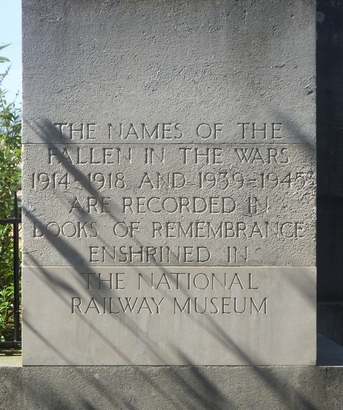 THE NAMES OF THE
FALLEN IN THE WARS
1914-1918 AND 1939-1945
ARE RECORDED IN
BOOKS OF REMEMBRANCE
ENSHRINED IN
THE NATIONAL
RAILWAY MUSEUM